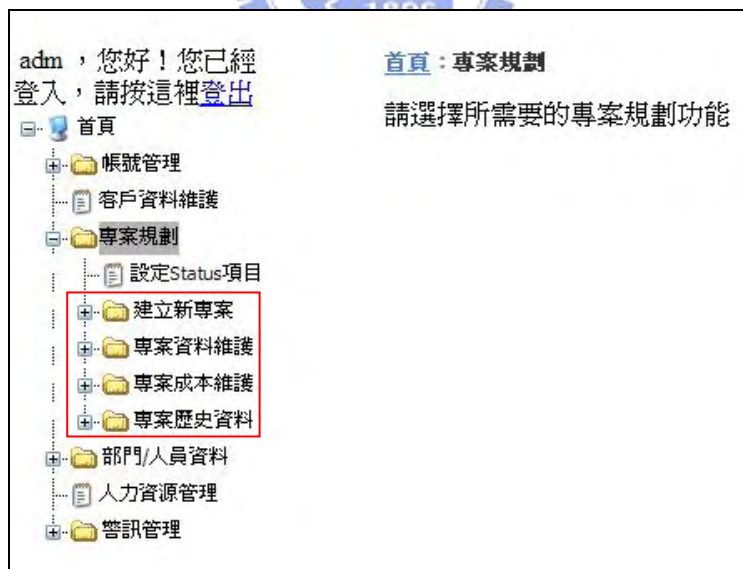 adm ，您好！您已經
登入，請按這裡登出
首頁
帳號管理
客戶資料維護
專案規劃
設定Status項目
建立新專案
專案資料維護
專案成本維護
專案歷史資料
部門/人員資料
人力資源管理
警訊管理
首頁：專案規劃
請選擇所需要的專案規劃功能